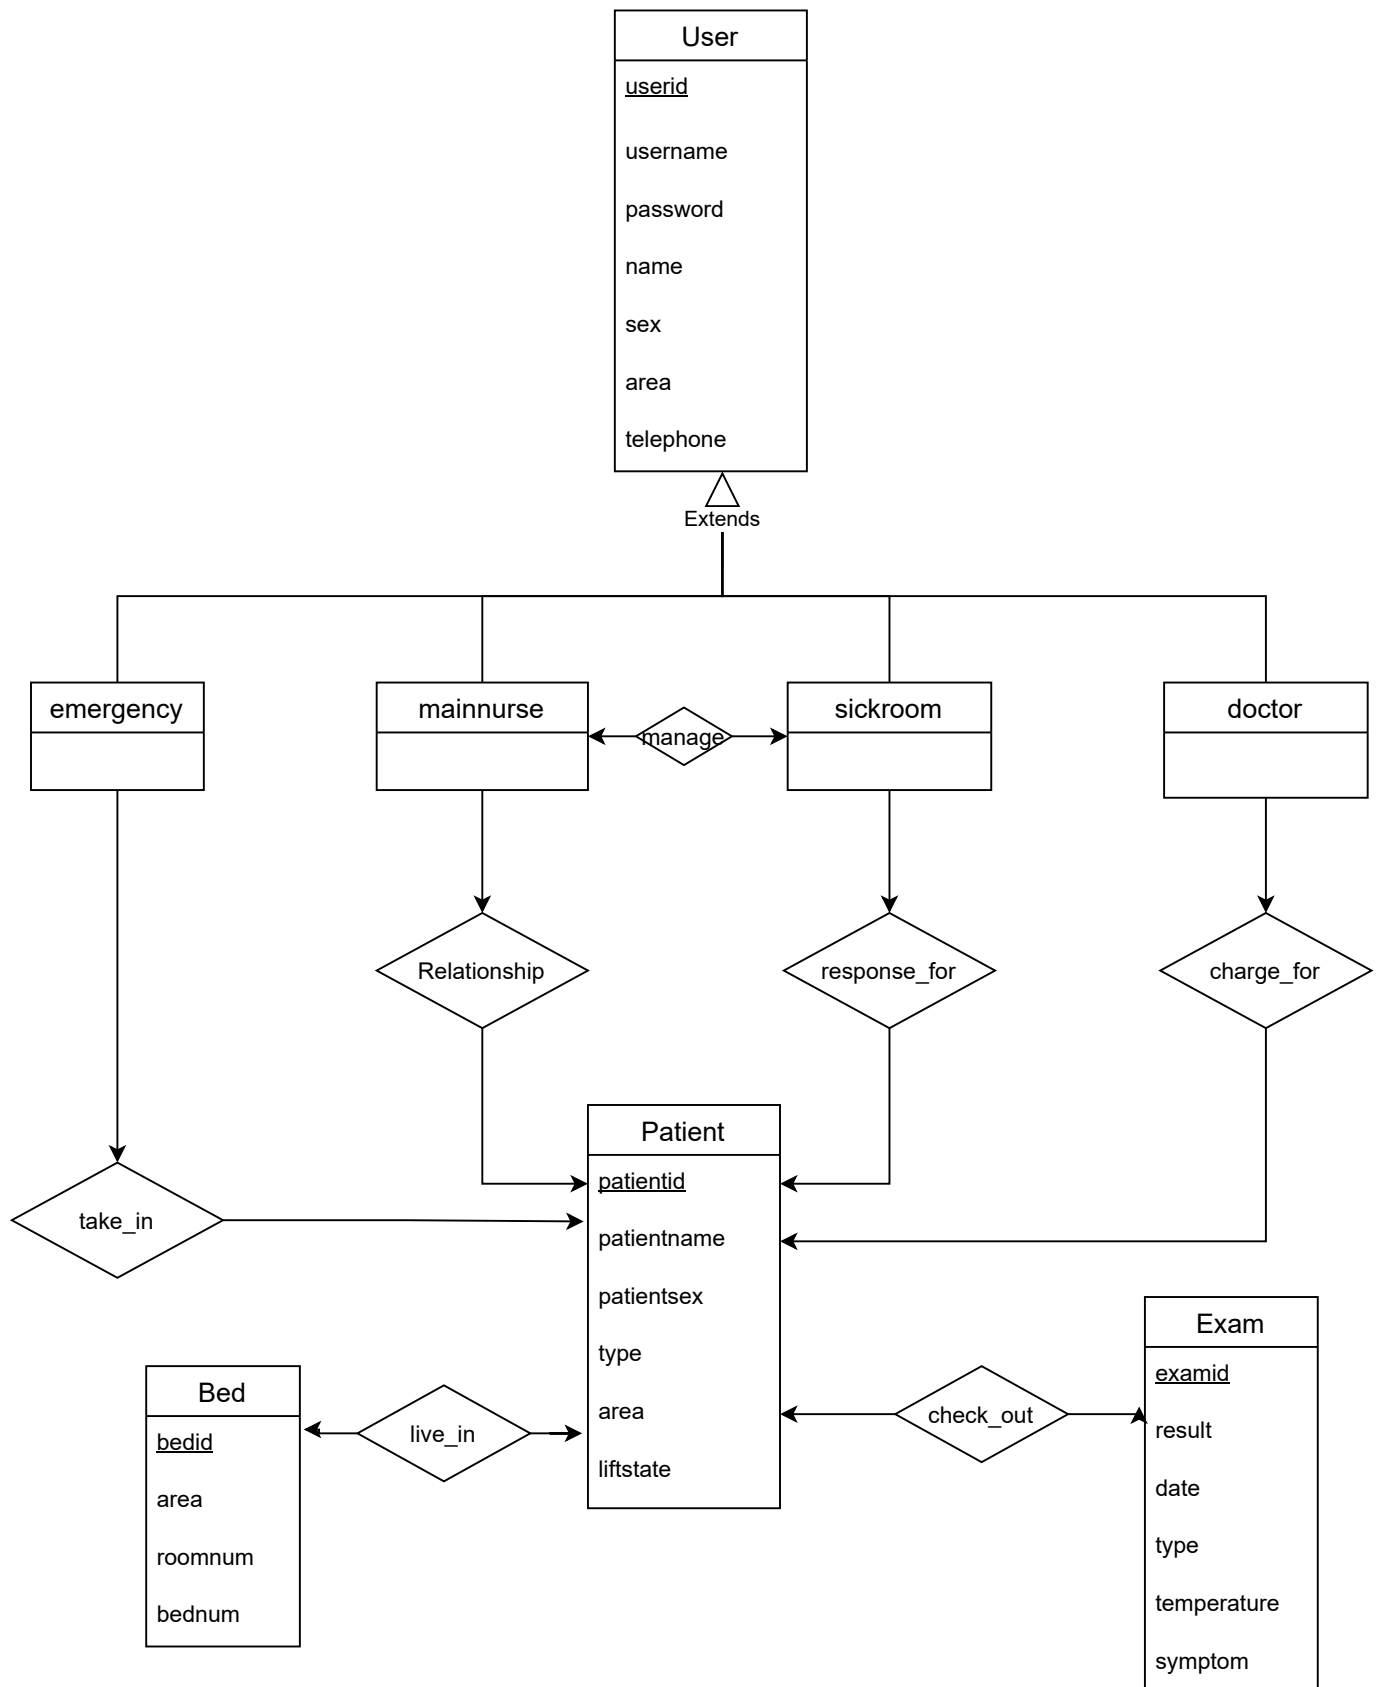 User
userid
username
password
name
sex
area
telephone
Extends
emergency
mainnurse
manage
sickroom
doctor
Relationship
response_for
charge_for
take_in
Patient
patientid
patientname
patientsex
type
area
liftstate
Bed
bedid
area
roomnum
bednum
live_in
check_out
Exam
examid
result
date
type
temperature
symptom